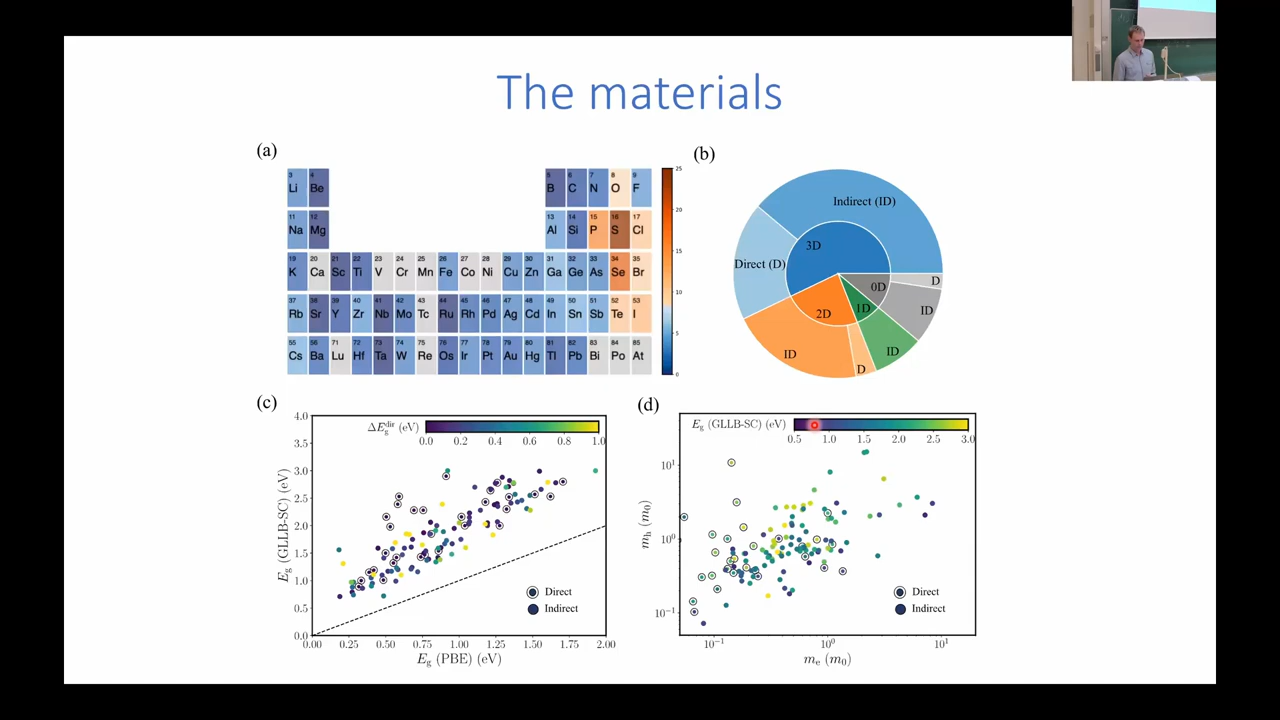 The materials
(a)
3 4 5 6 7 8 9
Li Be B C N O F
11 12 13 14 15 16 17
Na Mg Al Si P S Cl
19 20 21 22 23 24 25 26 27 28 29 30 31 32 33 34 35
K Ca Sc Ti V Cr Mn Fe Co Ni Cu Zn Ga Ge As Se Br
37 38 39 40 41 42 43 44 45 46 47 48 49 50 51 52 53
Rb Sr Y Zr Nb Mo Tc Ru Rh Pd Ag Cd In Sn Sb Te I
55 56 71 72 73 74 75 76 77 78 79 80 81 82 83 84 85
Cs Ba Lu Hf Ta W Re Os Ir Pt Au Hg Tl Pb Bi Po At
25
20
15
10
5
0
(b)
Indirect (ID)
3D
Direct (D)
0D
D
2D
1D
ID
ID
ID
D
(c)
ΔE_g^dir (eV)
0.0 0.2 0.4 0.6 0.8 1.0
4.0
3.5
3.0
2.5
2.0
1.5
1.0
0.5
0.0
E_g (GLLB-SC) (eV)
Direct
Indirect
0.00 0.25 0.50 0.75 1.00 1.25 1.50 1.75 2.00
E_g (PBE) (eV)
(d)
E_g (GLLB-SC) (eV)
0.5 1.0 1.5 2.0 2.5 3.0
10^1
10^0
10^-1
m_h (m_0)
Direct
Indirect
10^-1 10^0 10^1
m_e (m_0)